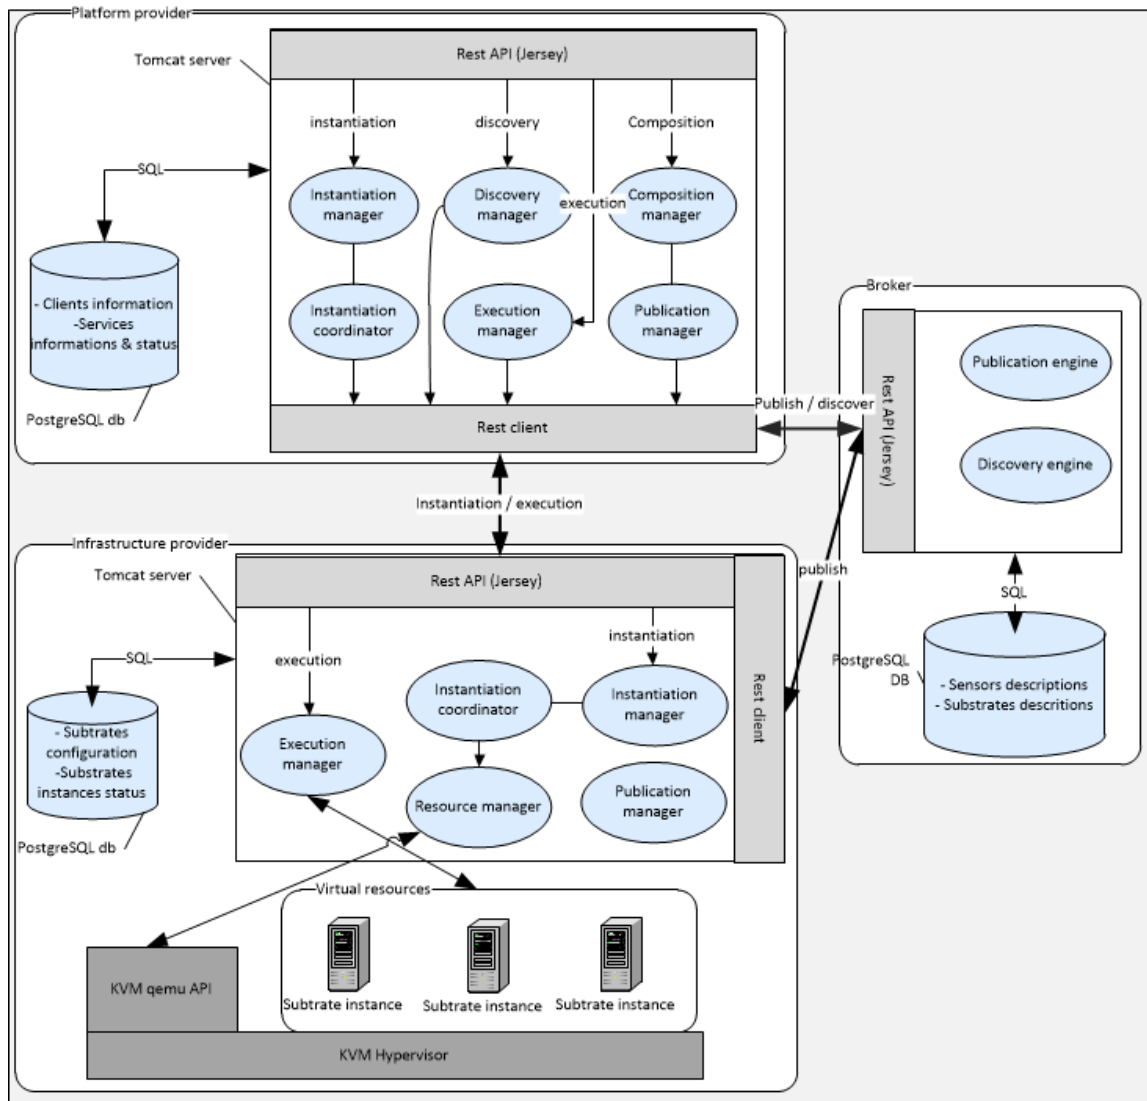 Platform provider
Rest API (Jersey)
Tomcat server
instantiation
discovery
Composition
SQL
Instantiation
manager
Discovery
manager
execution
Composition
manager
- Clients information
-Services
informations & status
Instantiation
coordinator
Execution
manager
Publication
manager
PostgreSQL db
Rest client
Publish / discover
Broker
Rest API (Jersey)
Publication engine
Discovery engine
SQL
PostgreSQL
DB
- Sensors descriptions
- Substrates descritions
Instantiation / execution
publish
Infrastructure provider
Tomcat server
Rest API (Jersey)
Rest client
execution
instantiation
SQL
Instantiation
coordinator
Instantiation
manager
- Subtrates
configuration
-Substrates
instances status
Execution
manager
Resource manager
Publication
manager
PostgreSQL db
Virtual resources
KVM qemu API
Subtrate instance
Subtrate instance
Subtrate instance
KVM Hypervisor